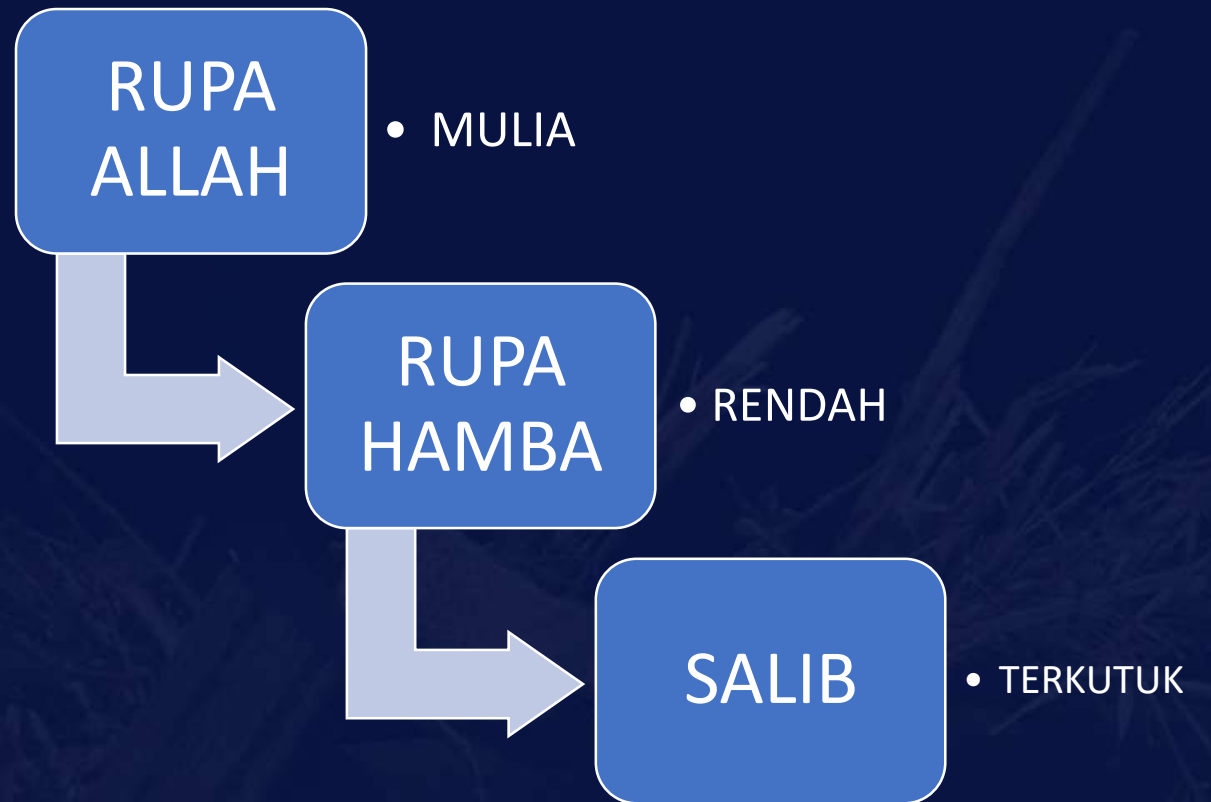 RUPA
ALLAH
• MULIA
RUPA
HAMBA
• RENDAH
SALIB
• TERKUTUK